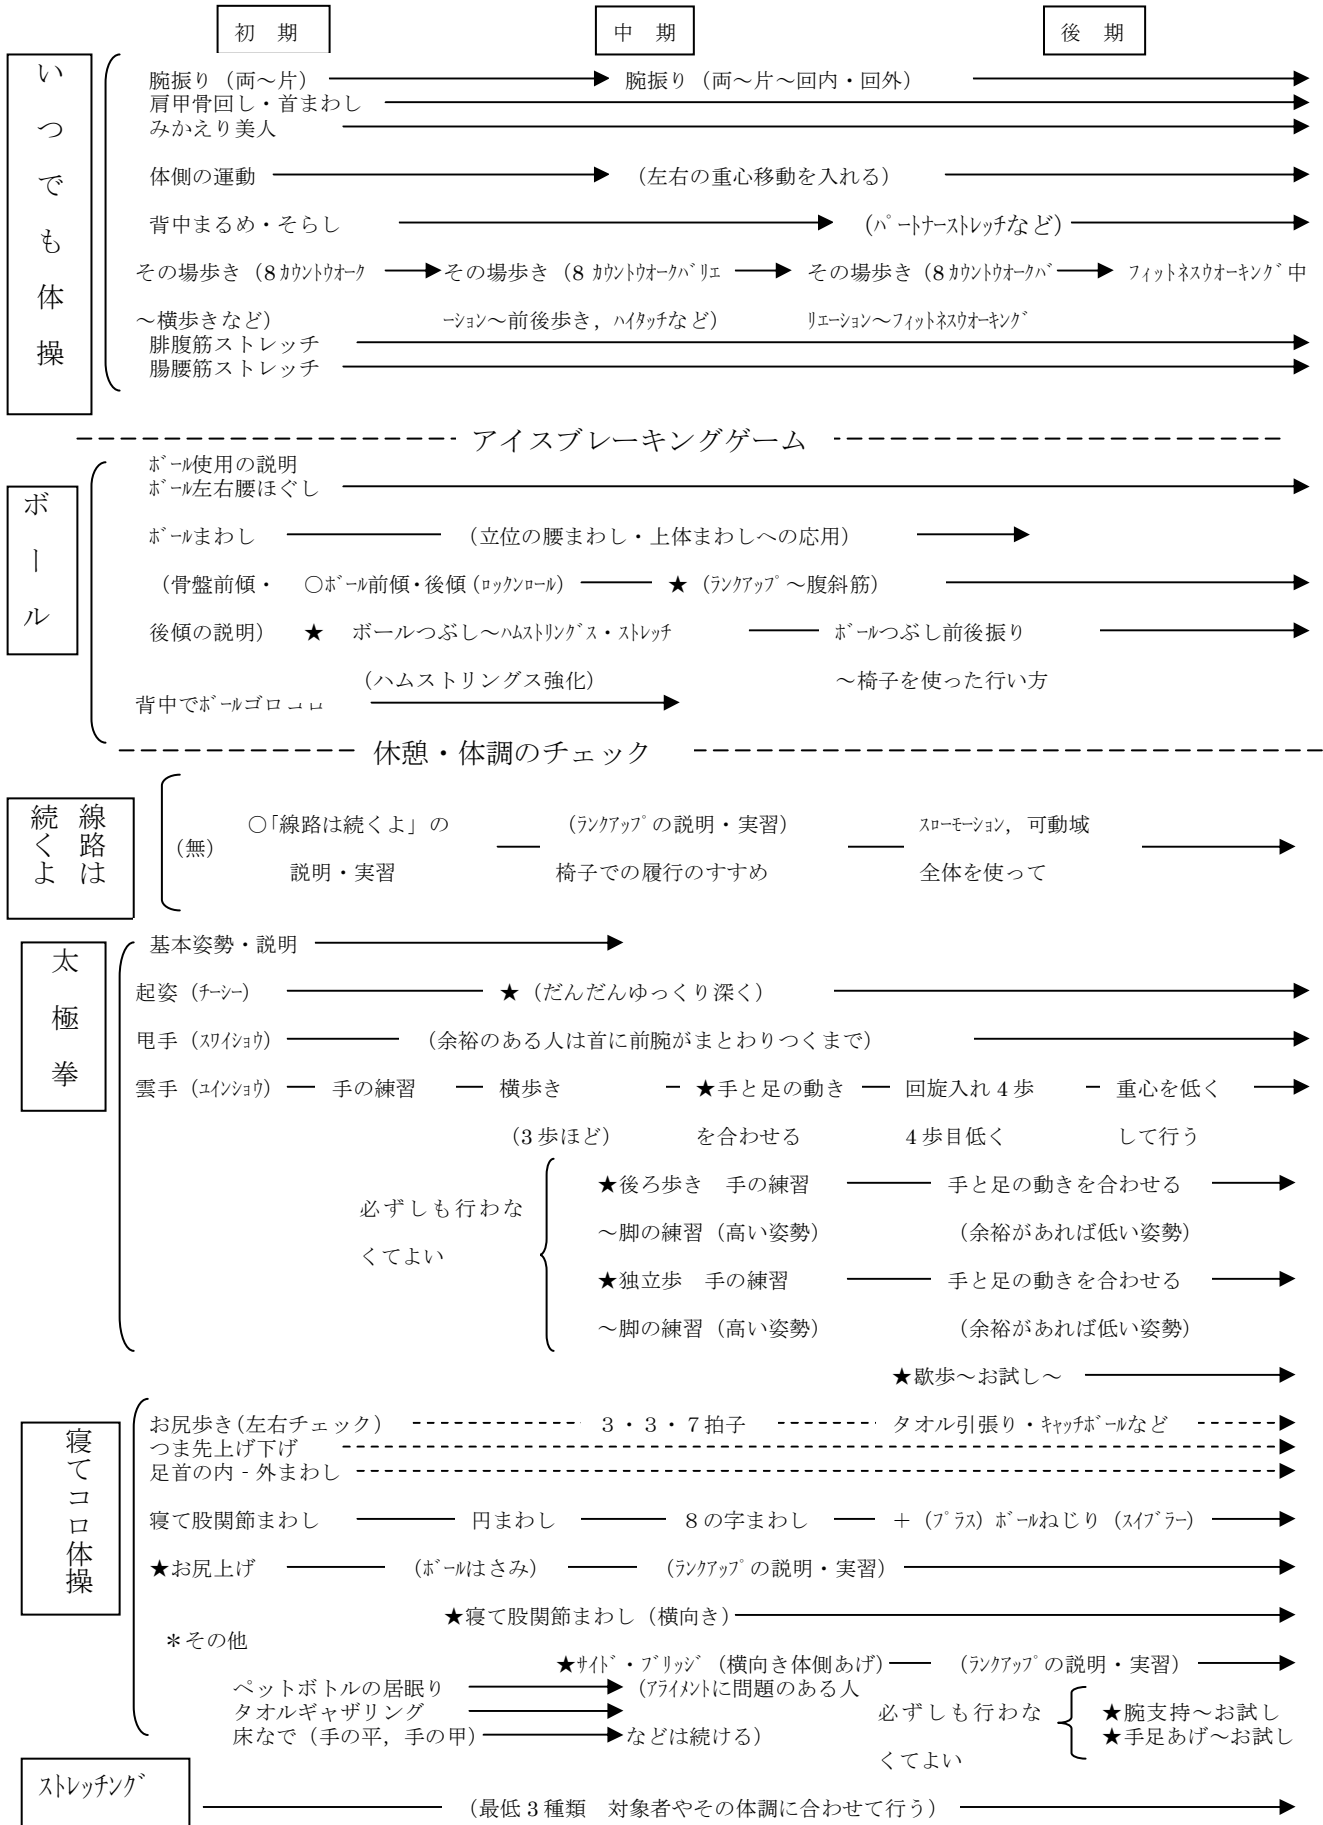 初 期　中 期　後 期
いつでも体操
腕振り（両～片）　腕振り（両～片～回内・回外）
肩甲骨回し・首まわし
みかえり美人
体側の運動　（左右の重心移動を入れる）
背中まるめ・そらし　（ﾊﾟｰﾄﾅｰｽﾄﾚｯﾁなど）
その場歩き（8ｶｳﾝﾄｳｵｰｸ　その場歩き（8 ｶｳﾝﾄｳｵｰｸﾊﾞﾘｴ　その場歩き（8ｶｳﾝﾄｳｵｰｸﾊﾞ　ﾌｨｯﾄﾈｽｳｵｰｷﾝｸﾞ中
～横歩きなど）　ｰｼｮﾝ～前後歩き，ﾊｲﾀｯﾁなど）　ﾘｴｰｼｮﾝ～ﾌｨｯﾄﾈｽｳｵｰｷﾝｸﾞ
腓腹筋ストレッチ
腸腰筋ストレッチ
アイスブレーキングゲーム
ボール
ﾎﾞｰﾙ使用の説明
ﾎﾞｰﾙ左右腰ほぐし
ﾎﾞｰﾙまわし　（立位の腰まわし・上体まわしへの応用）
（骨盤前傾・　○ﾎﾞｰﾙ前傾・後傾(ﾛｯｸﾝﾛｰﾙ)　★（ﾗﾝｸｱｯﾌﾟ～腹斜筋）
後傾の説明）　★　ボールつぶし～ﾊﾑｽﾄﾘﾝｸﾞｽ・ｽﾄﾚｯﾁ　ﾎﾞｰﾙつぶし前後振り
（ハムストリングス強化）　～椅子を使った行い方
背中でﾎﾞｰﾙゴロゴロ
休憩・体調のチェック
線路は
続くよ
○「線路は続くよ」の　（ﾗﾝｸｱｯﾌﾟの説明・実習）　ｽﾛｰﾓｰｼｮﾝ，可動域
（無）
説明・実習　椅子での履行のすすめ　全体を使って
太極拳
基本姿勢・説明
起姿（ﾁｰｼｰ）　★（だんだんゆっくり深く）
甩手（ｽﾜｲｼｮｳ）　（余裕のある人は首に前腕がまとわりつくまで）
雲手（ﾕｲﾝｼｮｳ）　手の練習　横歩き　★手と足の動き　回旋入れ 4 歩　重心を低く
（3 歩ほど）　を合わせる　4 歩目低く　して行う
★後ろ歩き　手の練習　手と足の動きを合わせる
必ずしも行わな
～脚の練習（高い姿勢）　（余裕があれば低い姿勢）
くてよい
★独立歩　手の練習　手と足の動きを合わせる
～脚の練習（高い姿勢）　（余裕があれば低い姿勢）
★歇歩～お試し～
寝てコロ体操
お尻歩き(左右チェック）　３・３・７拍子　タオル引張り・ｷｬｯﾁﾎﾞｰﾙなど
つま先上げ下げ
足首の内 - 外まわし
寝て股関節まわし　円まわし　8 の字まわし　＋（ﾌﾟﾗｽ）ﾎﾞｰﾙねじり（ｽｲﾌﾞﾗｰ）
★お尻上げ　（ﾎﾞｰﾙはさみ）　（ﾗﾝｸｱｯﾌﾟの説明・実習）
★寝て股関節まわし（横向き）
＊その他
★ｻｲﾄﾞ・ﾌﾞﾘｯｼﾞ（横向き体側あげ）　（ﾗﾝｸｱｯﾌﾟの説明・実習）
ペットボトルの居眠り　（ｱﾗｲﾒﾝﾄに問題のある人
タオルギャザリング　必ずしも行わな　★腕支持～お試し
床なで（手の平，手の甲）　などは続ける）　★手足あげ～お試し
くてよい
ｽﾄﾚｯﾁﾝｸﾞ
（最低 3 種類　対象者やその体調に合わせて行う）